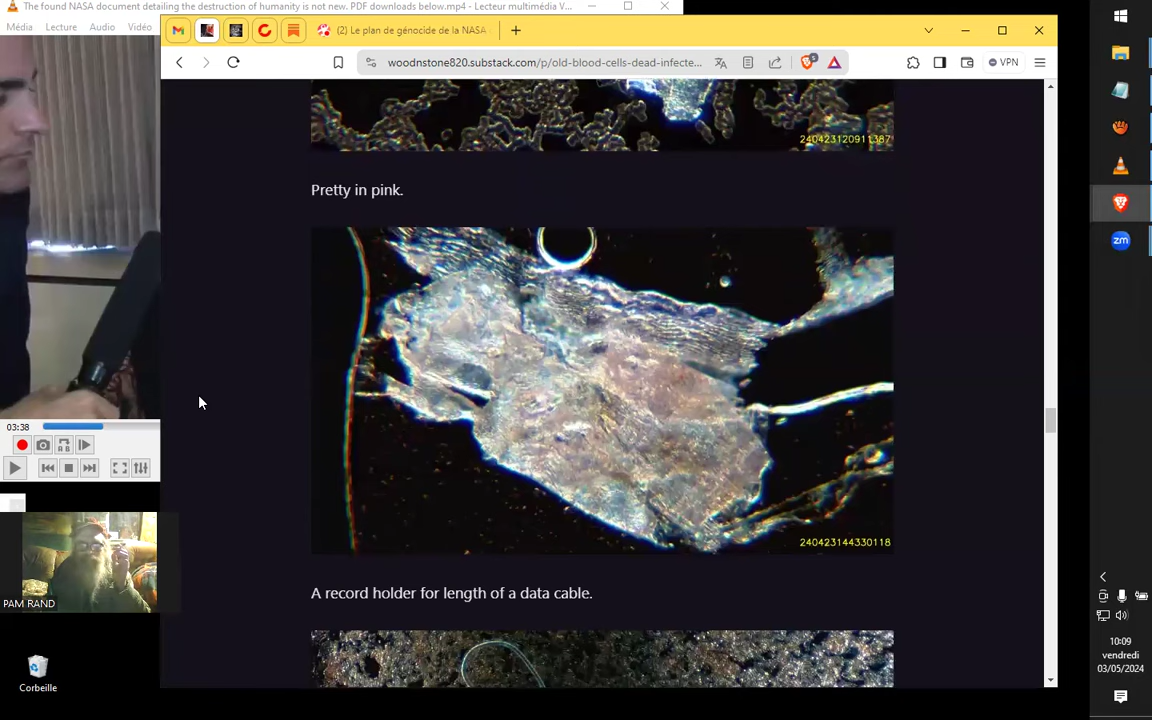 The found NASA document detailing the destruction of humanity is not new. PDF downloads below.mp4 - Lecteur multimédia V...
Média Lecture Audio Vidéo
(2) Le plan de génocide de la NASA
woodnstone820.substack.com/p/old-blood-cells-dead-infecte...
VPN
240423120911387
Pretty in pink.
240423144330118
A record holder for length of a data cable.
03:38
PAM RAND
Corbeille
zm
10:09
vendredi
03/05/2024